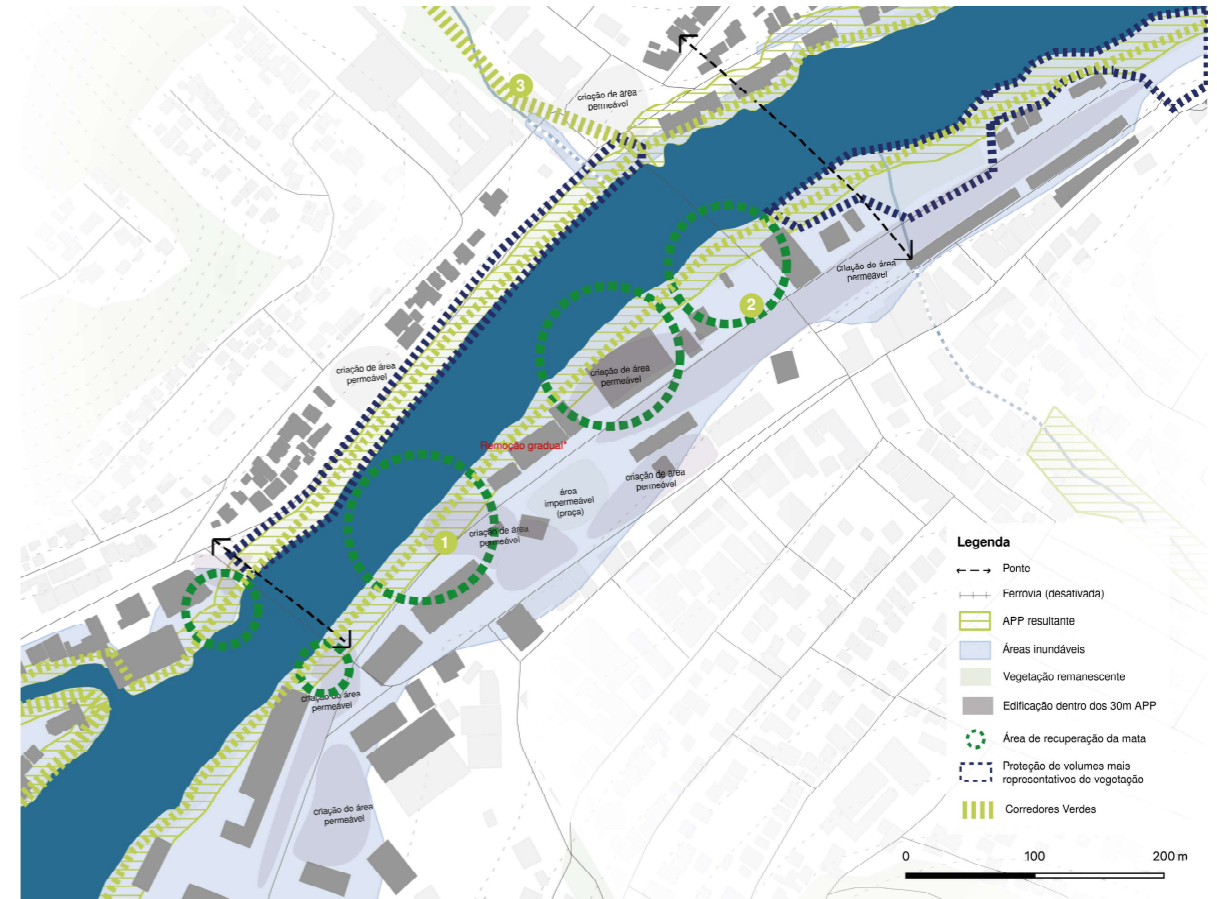 3
criação de área
permeável
2
Criação do área
permeável
criação de área
permeável
criação de área
permeável
Remoção gradual*
criação de área
permeável
área
impermeável
(praça)
1
criação de área
permeável
criação do área
permeável
criação do área
permeável
Legenda
Ponte
Ferrovia (desativada)
APP resultante
Áreas inundáveis
Vegetação remanescente
Edificação dentro dos 30m APP
Área de recuperação da mata
Proteção de volumes mais
representativos de vegetação
Corredores Verdes
0
100
200 m